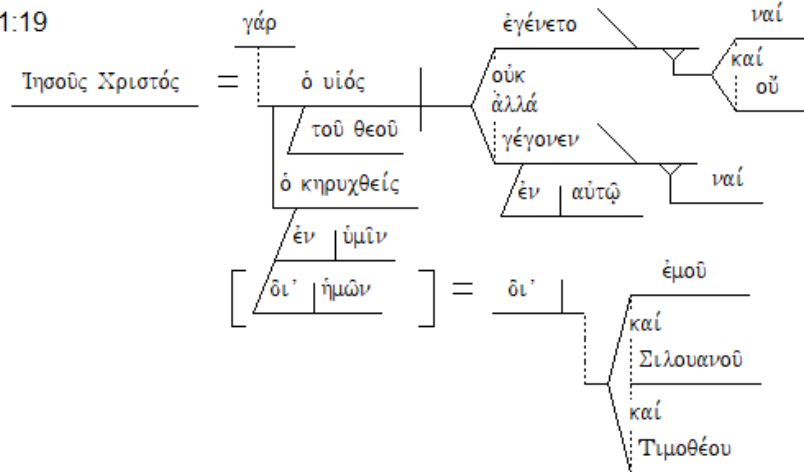 1:19
γάρ
ἐγένετο
ναί
καί
οὔ
Ἰησοῦς Χριστός = ὁ υἱός
οὐκ
ἀλλά
τοῦ θεοῦ
γέγονεν
ὁ κηρυχθείς
ἐν αὐτῷ
ναί
ἐν ὑμῖν
[δι’ ἡμῶν] = δι’
ἐμοῦ
καί
Σιλουανοῦ
καί
Τιμοθέου